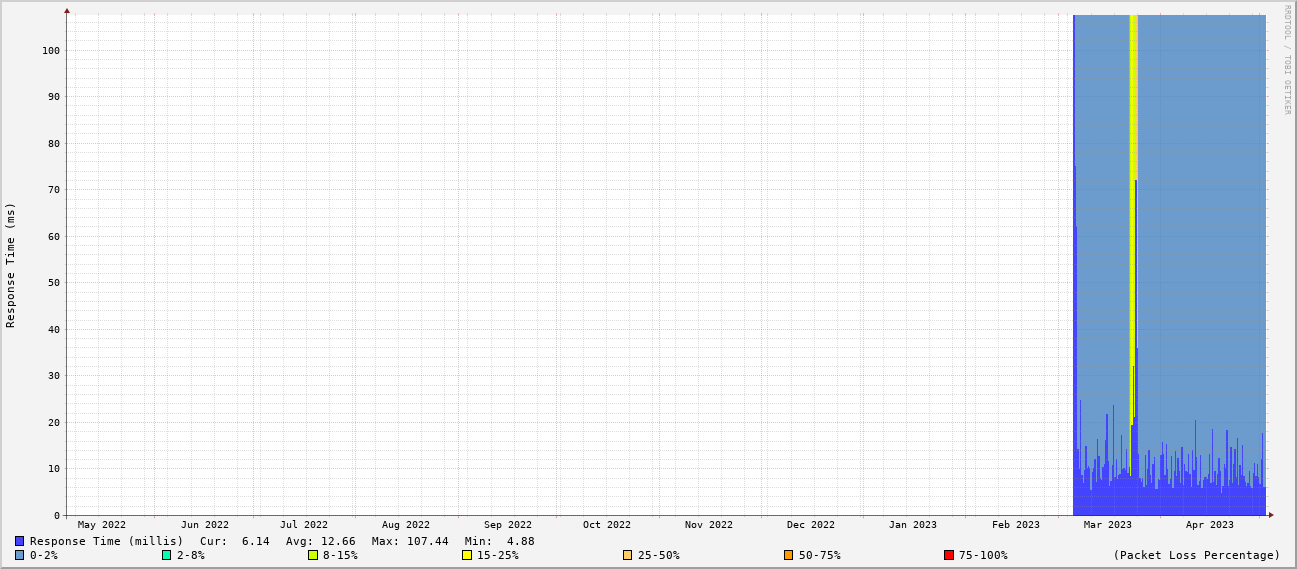 RRDTOOL / TOBI OETIKER
Response Time (ms)
100
90
80
70
60
50
40
30
20
10
0
May 2022 Jun 2022 Jul 2022 Aug 2022 Sep 2022 Oct 2022 Nov 2022 Dec 2022 Jan 2023 Feb 2023 Mar 2023 Apr 2023
Response Time (millis) Cur: 6.14 Avg: 12.66 Max: 107.44 Min: 4.88
0-2% 2-8% 8-15% 15-25% 25-50% 50-75% 75-100% (Packet Loss Percentage)